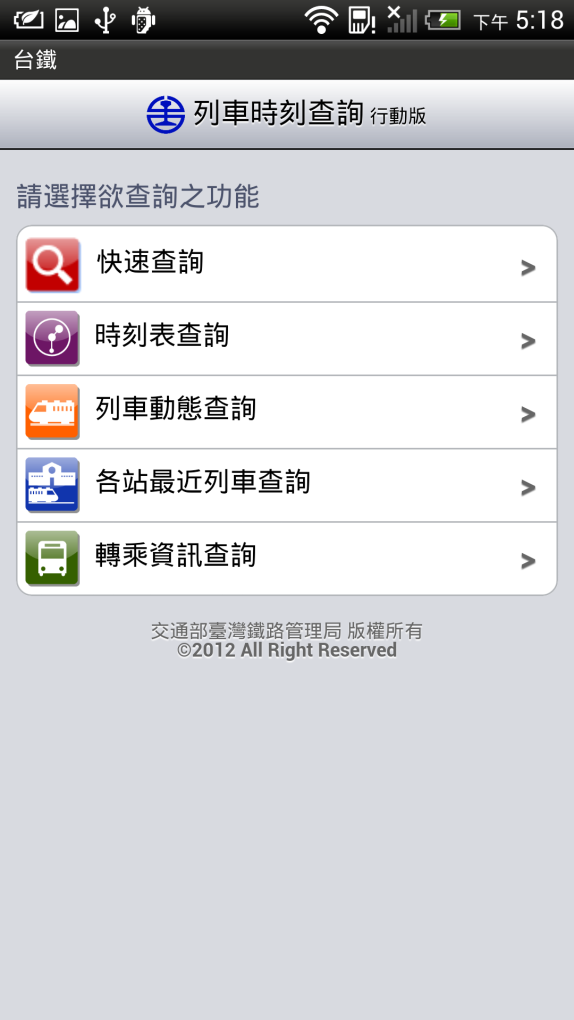 下午 5:18
台鐵
列車時刻查詢 行動版
請選擇欲查詢之功能
快速查詢 >
時刻表查詢 >
列車動態查詢 >
各站最近列車查詢 >
轉乘資訊查詢 >
交通部臺灣鐵路管理局 版權所有
©2012 All Right Reserved